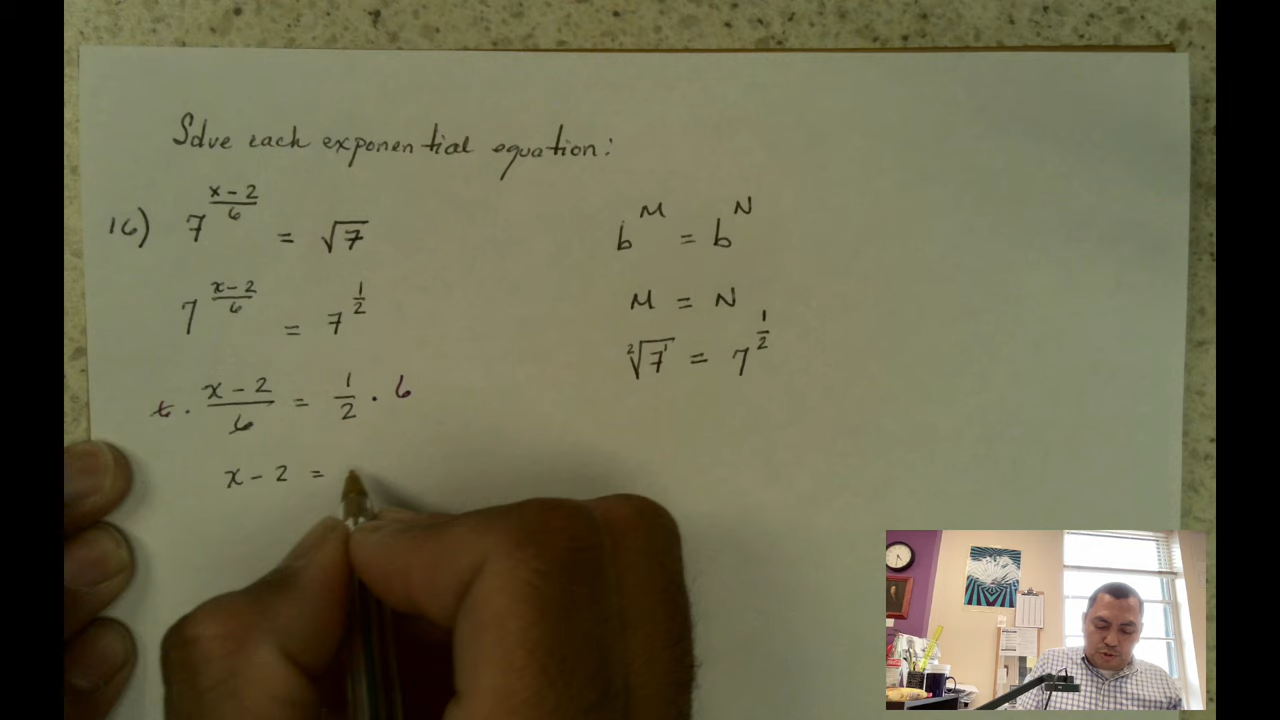 Solve each exponential equation:
16) 7^((x-2)/6) = √7
7^((x-2)/6) = 7^(1/2)
6 · (x-2)/6 = 1/2 · 6
x - 2 =
b^M = b^N
M = N
²√7¹ = 7^(1/2)